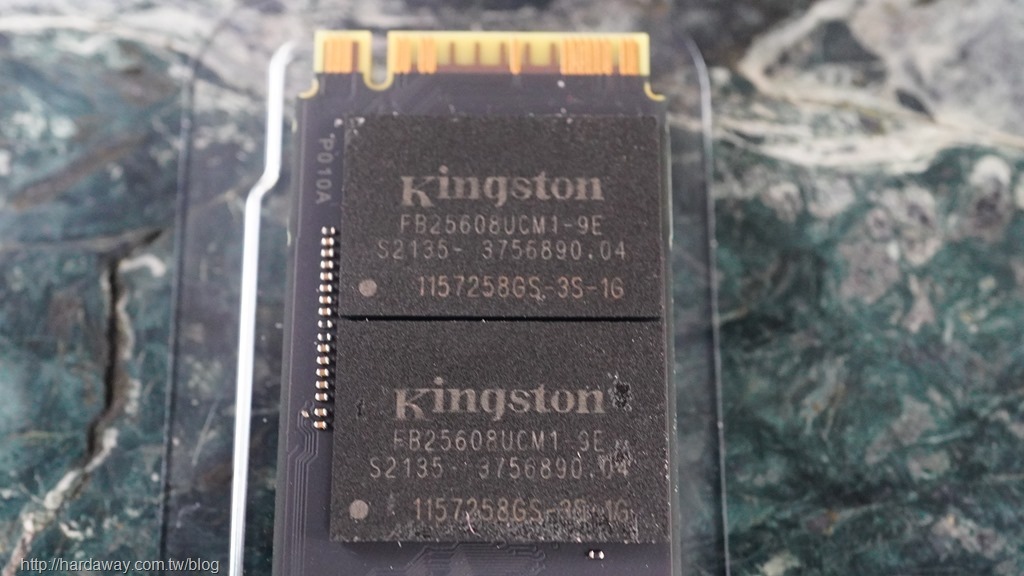 P010A
Kingston
FB25608UCM1-9E
S2135- 3756890.04
1157258GS-3S-1G
Kingston
FB25608UCM1-9E
S2135- 3756890.04
1157258GS-3S-1G
http://hardaway.com.tw/blog